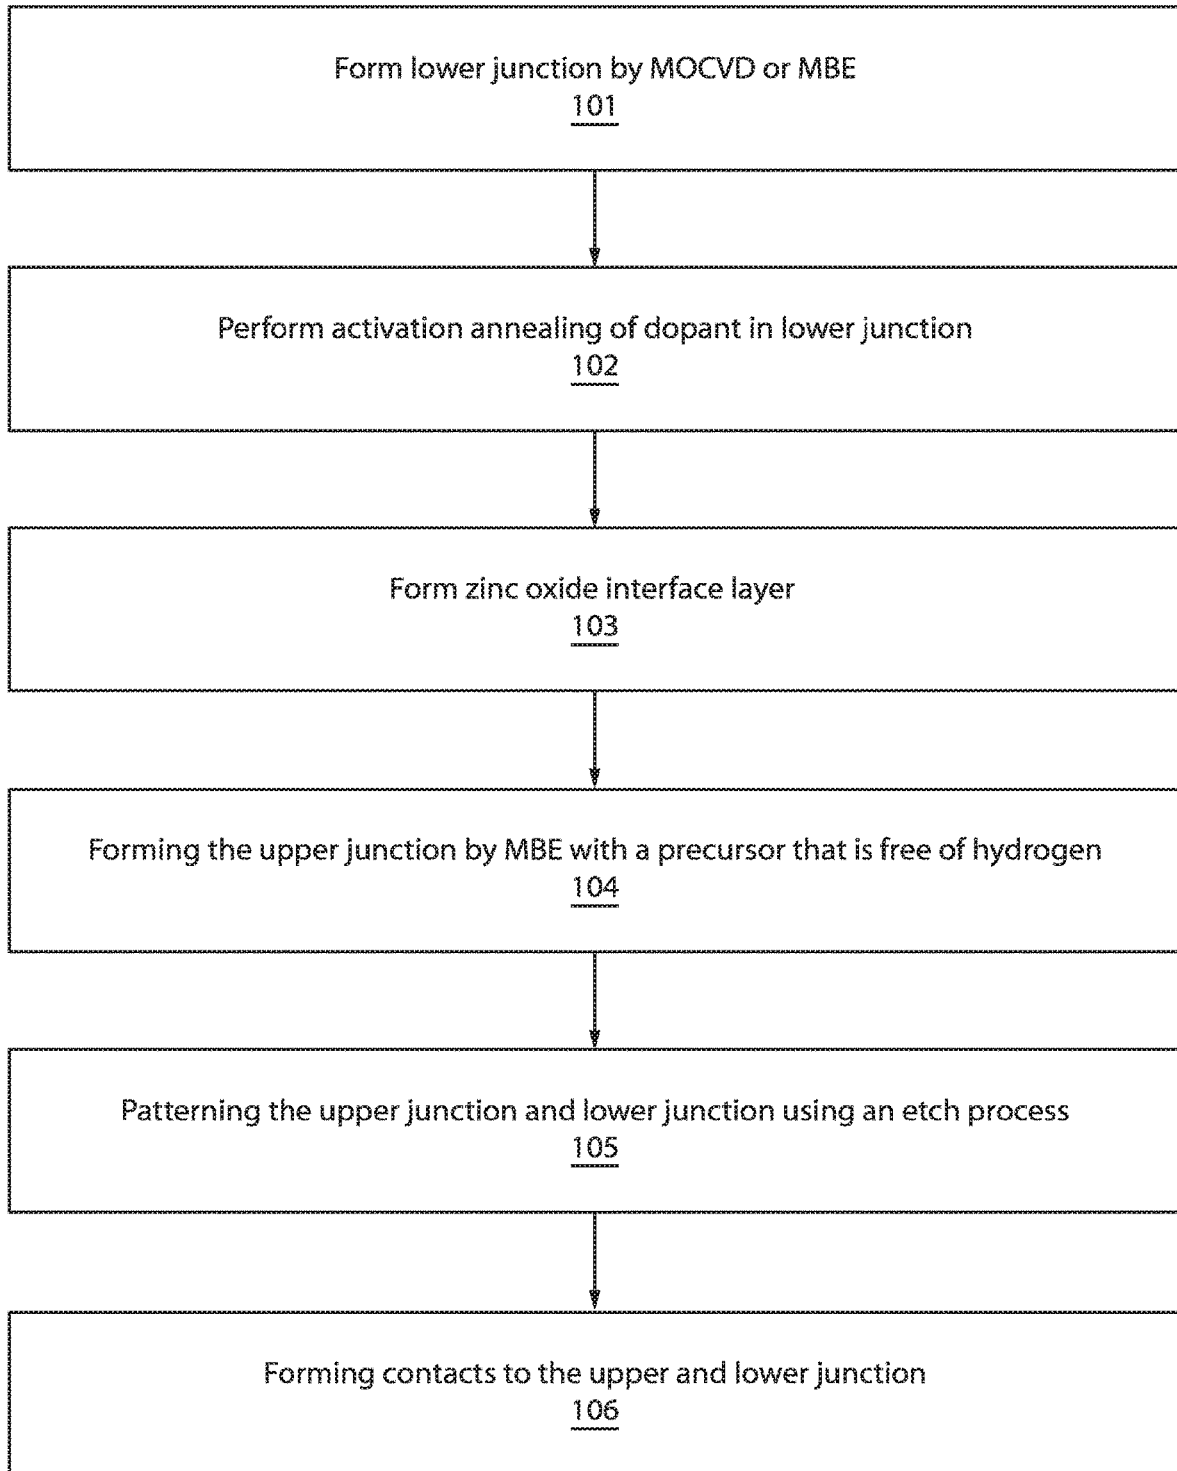 Form lower junction by MOCVD or MBE
101
Perform activation annealing of dopant in lower junction
102
Form zinc oxide interface layer
103
Forming the upper junction by MBE with a precursor that is free of hydrogen
104
Patterning the upper junction and lower junction using an etch process
105
Forming contacts to the upper and lower junction
106